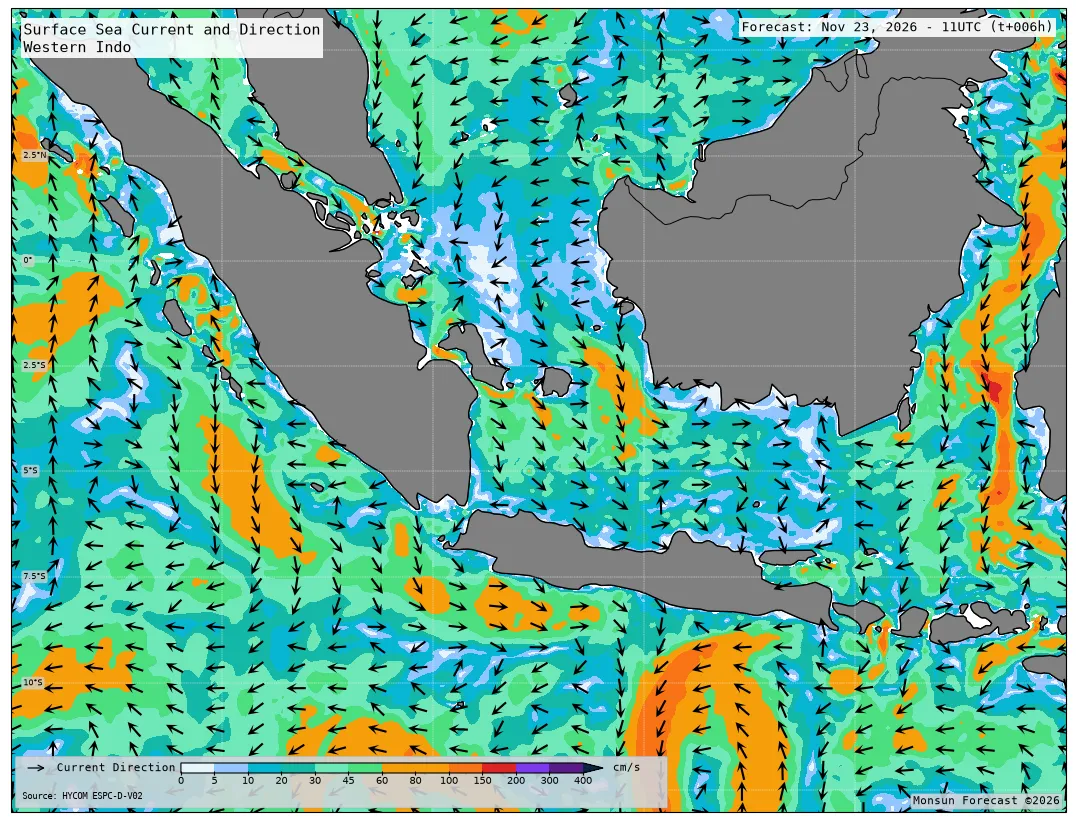 Surface Sea Current and Direction
Western Indo
Forecast: Nov 23, 2026 - 11UTC (t+006h)
2.5°N
0°
2.5°S
5°S
7.5°S
10°S
Current Direction
0 5 10 20 30 45 60 80 100 150 200 300 400
cm/s
Source: HYCOM ESPC-D-V02
Monsun Forecast ©2026